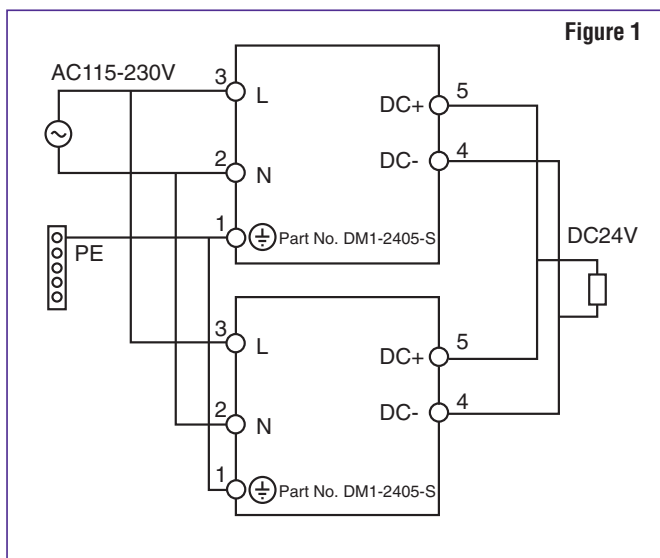 Figure 1
AC115-230V
3
L
DC+
5
2
N
DC-
4
1
Part No. DM1-2405-S
PE
DC24V
3
L
DC+
5
2
N
DC-
4
1
Part No. DM1-2405-S